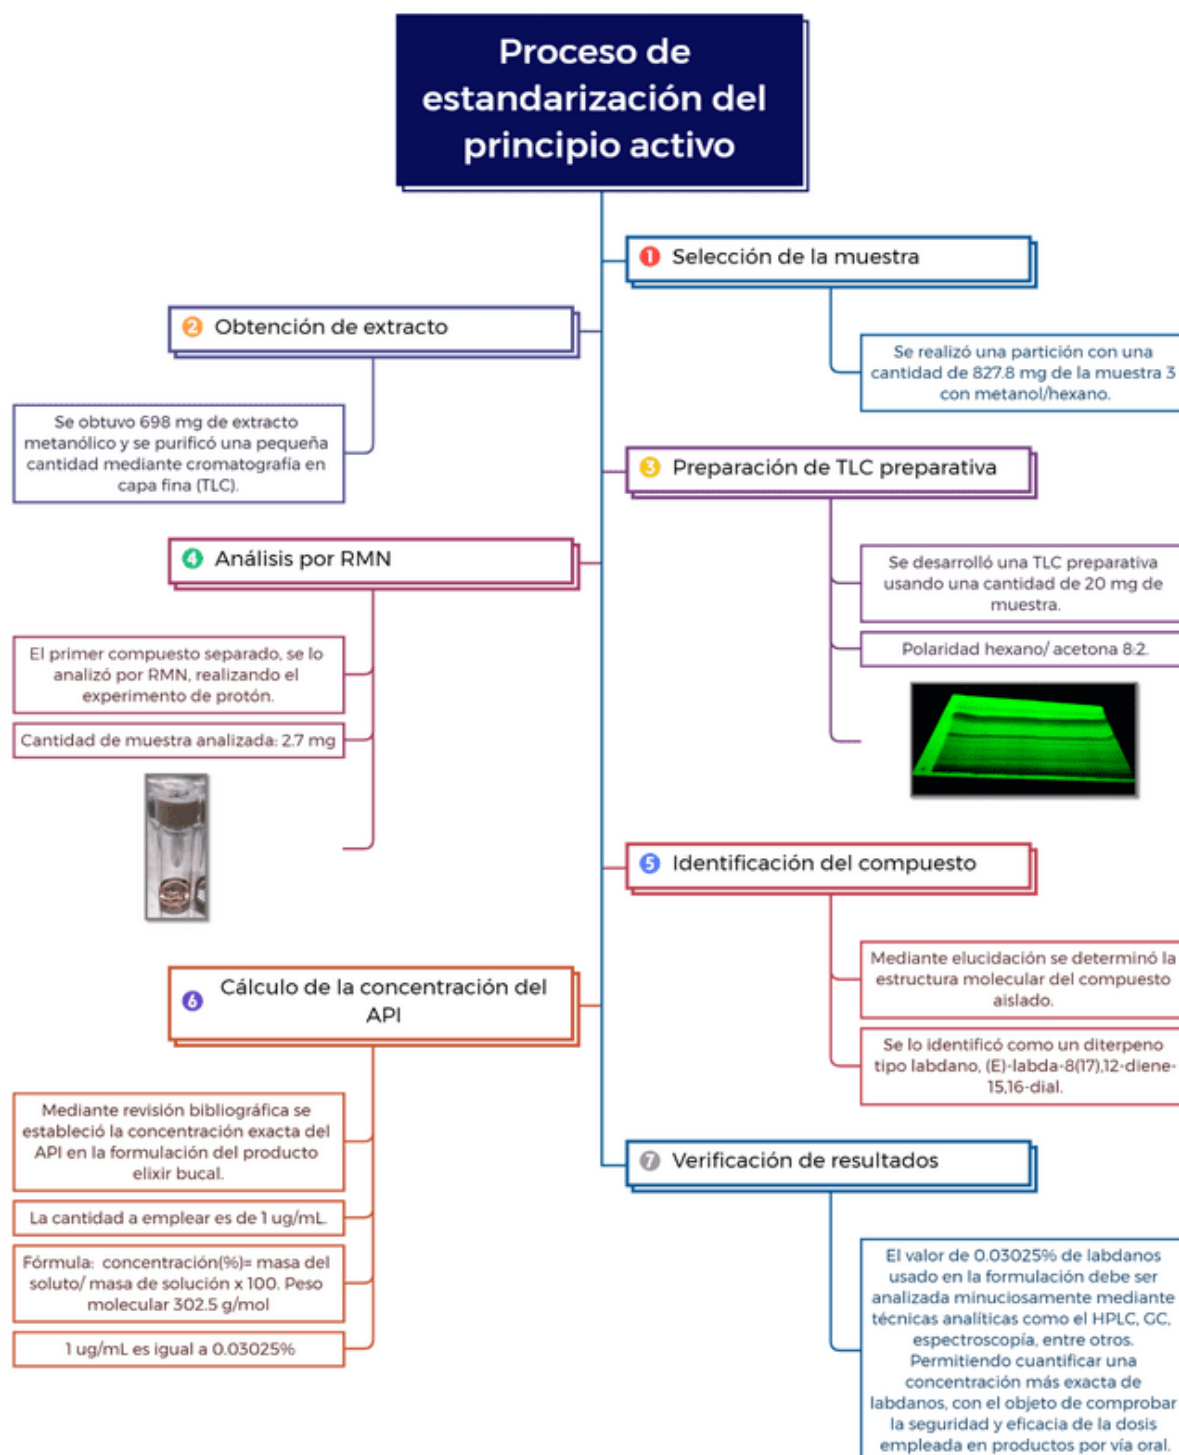 Proceso de
estandarización del
principio activo
1 Selección de la muestra
Se realizó una partición con una
cantidad de 827.8 mg de la muestra 3
con metanol/hexano.
2 Obtención de extracto
Se obtuvo 698 mg de extracto
metanólico y se purificó una pequeña
cantidad mediante cromatografía en
capa fina (TLC).
3 Preparación de TLC preparativa
Se desarrolló una TLC preparativa
usando una cantidad de 20 mg de
muestra.
Polaridad hexano/ acetona 8:2.
4 Análisis por RMN
El primer compuesto separado, se lo
analizó por RMN, realizando el
experimento de protón.
Cantidad de muestra analizada: 2.7 mg
5 Identificación del compuesto
Mediante elucidación se determinó la
estructura molecular del compuesto
aislado.
Se lo identificó como un diterpeno
tipo labdano, (E)-labda-8(17),12-diene-
15,16-dial.
6 Cálculo de la concentración del
API
Mediante revisión bibliográfica se
estableció la concentración exacta del
API en la formulación del producto
elixir bucal.
La cantidad a emplear es de 1 ug/mL.
Fórmula: concentración(%)= masa del
soluto/ masa de solución x 100. Peso
molecular 302.5 g/mol
1 ug/mL es igual a 0.03025%
7 Verificación de resultados
El valor de 0.03025% de labdanos
usado en la formulación debe ser
analizada minuciosamente mediante
técnicas analíticas como el HPLC, GC,
espectroscopía, entre otros.
Permitiendo cuantificar una
concentración más exacta de
labdanos, con el objeto de comprobar
la seguridad y eficacia de la dosis
empleada en productos por vía oral.